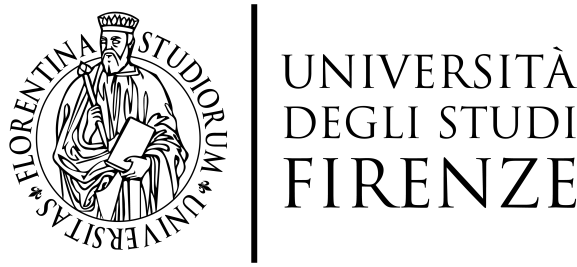 FLORENTINA STUDIORUM UNIVERSITAS
UNIVERSITÀ
DEGLI STUDI
FIRENZE